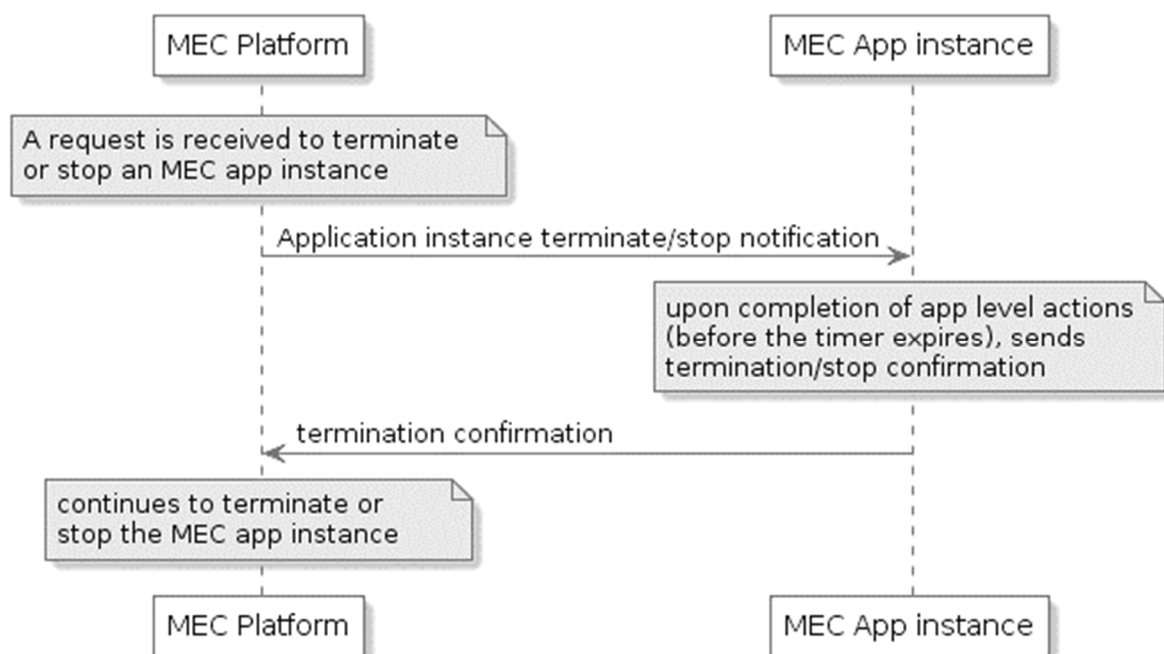 MEC Platform
MEC App instance
A request is received to terminate
or stop an MEC app instance
Application instance terminate/stop notification
upon completion of app level actions
(before the timer expires), sends
termination/stop confirmation
termination confirmation
continues to terminate or
stop the MEC app instance
MEC Platform
MEC App instance